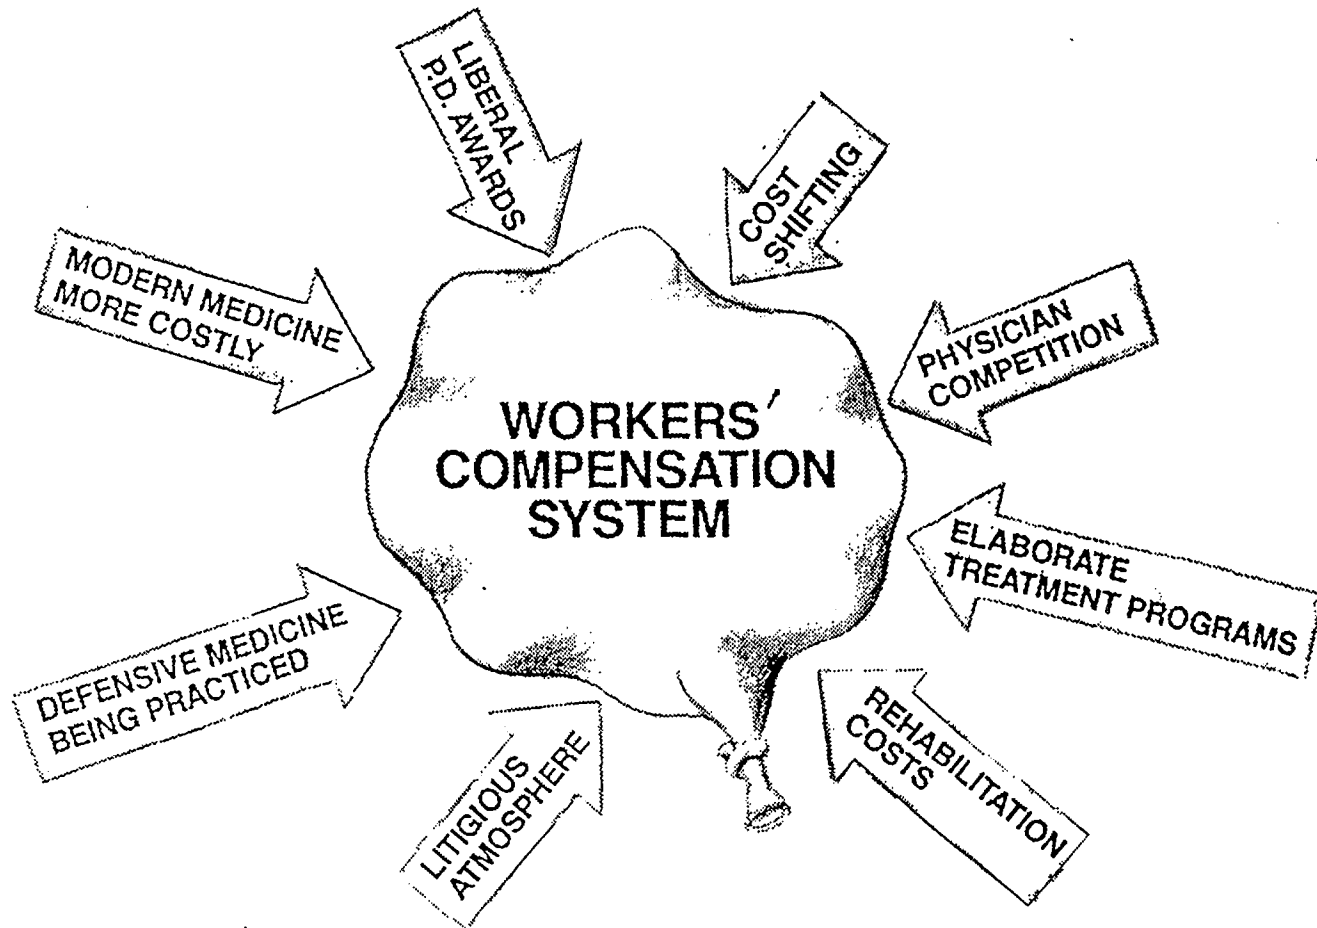 LIBERAL
P.D. AWARDS
COST
SHIFTING
MODERN MEDICINE
MORE COSTLY
PHYSICIAN
COMPETITION
WORKERS'
COMPENSATION
SYSTEM
ELABORATE
TREATMENT PROGRAMS
DEFENSIVE MEDICINE
BEING PRACTICED
REHABILITATION
COSTS
LITIGIOUS
ATMOSPHERE